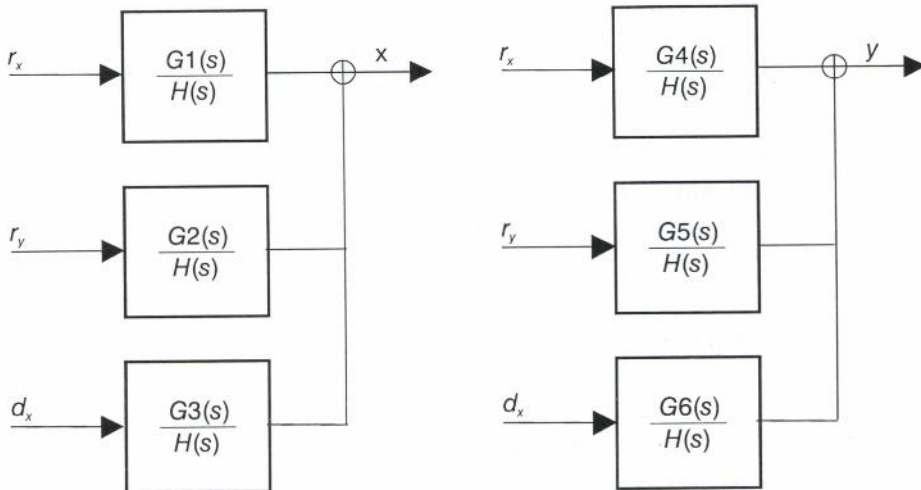 r_x
G1(s)
H(s)
x
r_y
G2(s)
H(s)
d_x
G3(s)
H(s)
r_x
G4(s)
H(s)
y
r_y
G5(s)
H(s)
d_x
G6(s)
H(s)